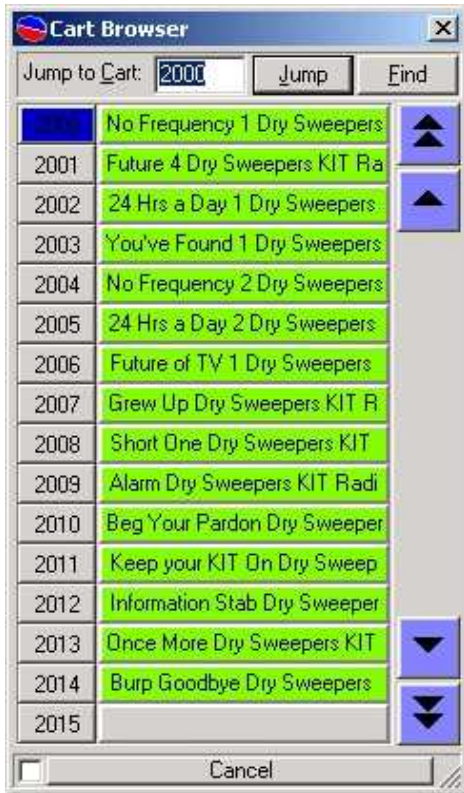 Cart Browser
Jump to Cart: 2000 Jump Find
2000 No Frequency 1 Dry Sweepers
2001 Future 4 Dry Sweepers KIT Ra
2002 24 Hrs a Day 1 Dry Sweepers
2003 You've Found 1 Dry Sweepers
2004 No Frequency 2 Dry Sweepers
2005 24 Hrs a Day 2 Dry Sweepers
2006 Future of TV 1 Dry Sweepers
2007 Grew Up Dry Sweepers KIT R
2008 Short One Dry Sweepers KIT
2009 Alarm Dry Sweepers KIT Radi
2010 Beg Your Pardon Dry Sweeper
2011 Keep your KIT On Dry Sweep
2012 Information Stab Dry Sweeper
2013 Once More Dry Sweepers KIT
2014 Burp Goodbye Dry Sweepers
2015
Cancel